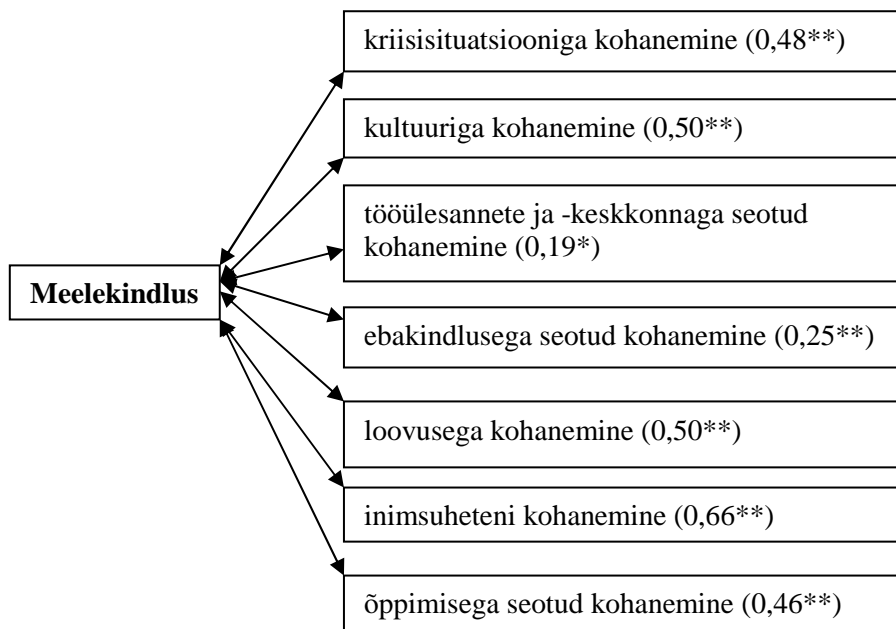 kriisisituatsiooniga kohanemine (0,48**)
kultuuriga kohanemine (0,50**)
tööülesannete ja -keskkonnaga seotud
kohanemine (0,19*)
Meelekindlus
ebakindlusega seotud kohanemine (0,25**)
loovusega kohanemine (0,50**)
inimsuheteni kohanemine (0,66**)
õppimisega seotud kohanemine (0,46**)